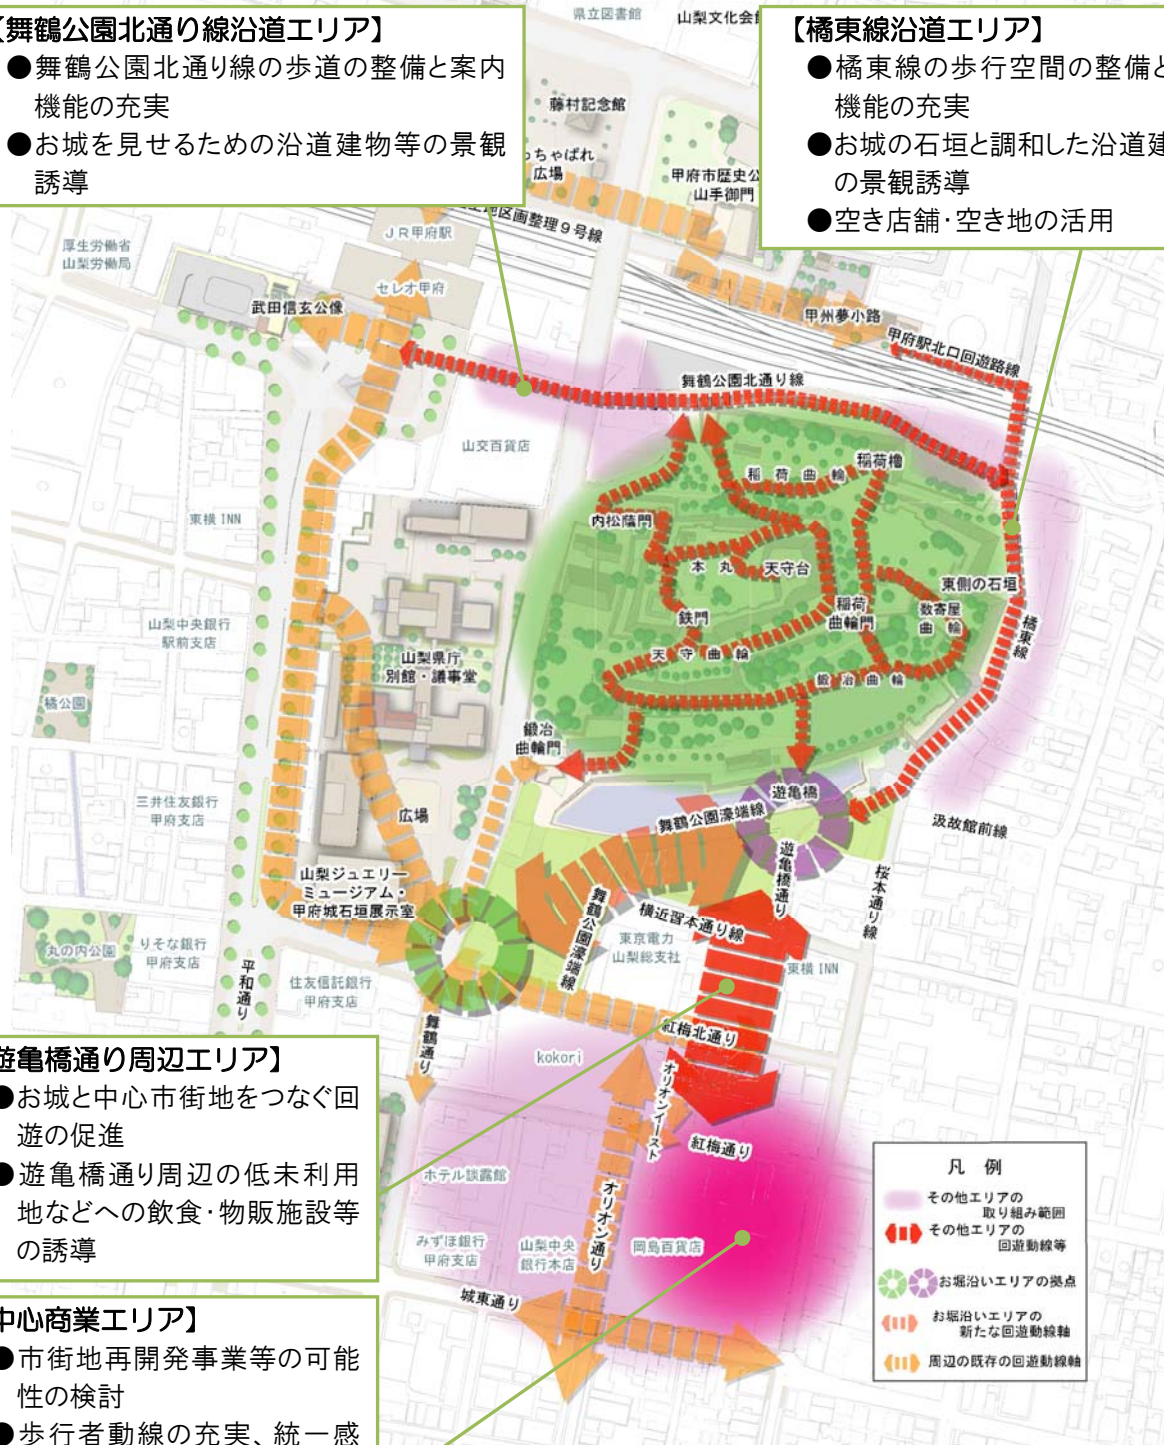 県立図書館
山梨文化会
【舞鶴公園北通り線沿道エリア】
●舞鶴公園北通り線の歩道の整備と案内
機能の充実
●お城を見せるための沿道建物等の景観
誘導
【橘東線沿道エリア】
●橘東線の歩行空間の整備と
機能の充実
●お城の石垣と調和した沿道建
の景観誘導
●空き店舗・空き地の活用
藤村記念館
っちゃばれ
広場
甲府市歴史公
山手御門
地区画整理9号線
JR甲府駅
厚生労働省
山梨労働局
セレオ甲府
武田信玄公像
甲州夢小路
甲府駅北口回遊路線
舞鶴公園北通り線
山交百貨店
稲荷櫓
稲荷曲輪
東横INN
内松蔭門
本丸
天守台
東側の石垣
稲荷
曲輪門
数寄屋
曲輪
橘東線
鉄門
山梨中央銀行
駅前支店
山梨県庁
別館・議事堂
天守曲輪
鍛冶曲輪
橘公園
鍛冶
曲輪門
遊亀橋
三井住友銀行
甲府支店
広場
舞鶴公園濠端線
汲故館前線
遊亀橋通り
桜本通り線
山梨ジュエリー
ミュージアム・
甲府城石垣展示室
舞鶴公園濠端線
横近習本通り線
丸の内公園
りそな銀行
甲府支店
東京電力
山梨総支社
東横INN
平和通り
住友信託銀行
甲府支店
舞鶴通り
紅梅北通り
kokori
オリオンイースト
紅梅通り
遊亀橋通り周辺エリア】
●お城と中心市街地をつなぐ回
遊の促進
●遊亀橋通り周辺の低未利用
地などへの飲食・物販施設等
の誘導
ホテル談露館
オリオン通り
みずほ銀行
甲府支店
山梨中央
銀行本店
岡島百貨店
城東通り
凡例
その他エリアの
取り組み範囲
その他エリアの
回遊動線等
お堀沿いエリアの拠点
お堀沿いエリアの
新たな回遊動線軸
周辺の既存の回遊動線軸
中心商業エリア】
●市街地再開発事業等の可能
性の検討
●歩行者動線の充実、統一感